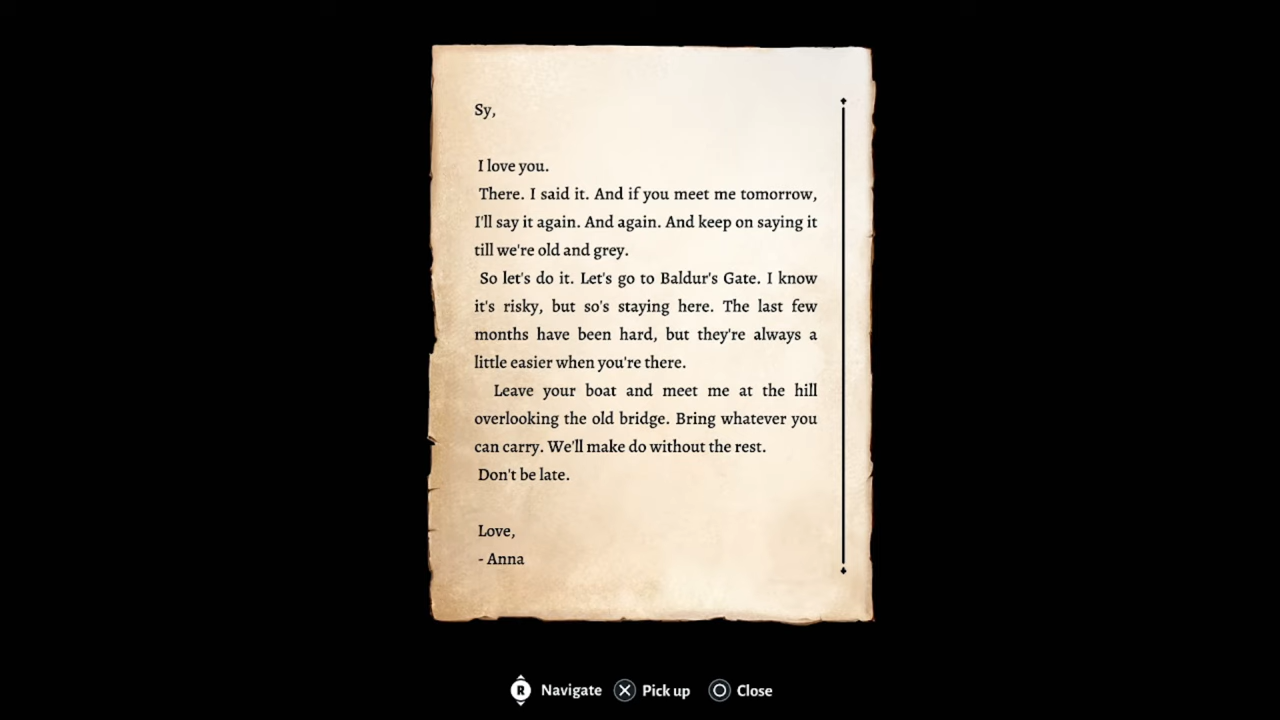 Sy,
I love you.
There. I said it. And if you meet me tomorrow,
I'll say it again. And again. And keep on saying it
till we're old and grey.
So let's do it. Let's go to Baldur's Gate. I know
it's risky, but so's staying here. The last few
months have been hard, but they're always a
little easier when you're there.
Leave your boat and meet me at the hill
overlooking the old bridge. Bring whatever you
can carry. We'll make do without the rest.
Don't be late.
Love,
- Anna
R Navigate Pick up Close